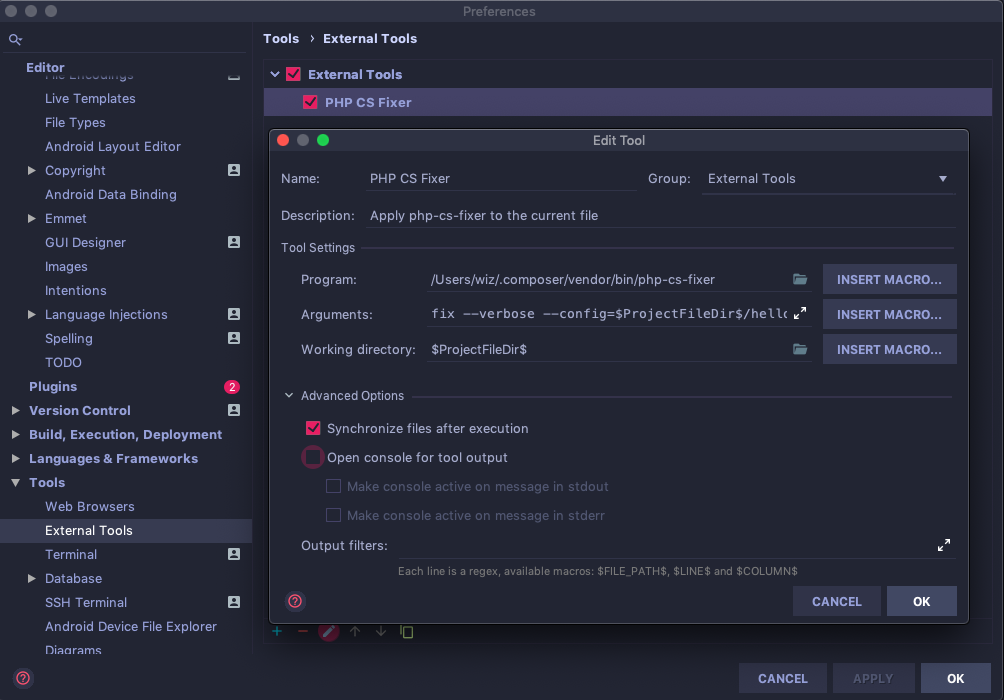 Preferences
Tools › External Tools
Editor
File Encodings
Live Templates
File Types
Android Layout Editor
Copyright
Android Data Binding
Emmet
GUI Designer
Images
Intentions
Language Injections
Spelling
TODO
Plugins 2
Version Control
Build, Execution, Deployment
Languages & Frameworks
Tools
Web Browsers
External Tools
Terminal
Database
SSH Terminal
Android Device File Explorer
Diagrams
External Tools
PHP CS Fixer
Edit Tool
Name: PHP CS Fixer Group: External Tools
Description: Apply php-cs-fixer to the current file
Tool Settings
Program: /Users/wiz/.composer/vendor/bin/php-cs-fixer INSERT MACRO...
Arguments: fix --verbose --config=$ProjectFileDir$/hello INSERT MACRO...
Working directory: $ProjectFileDir$ INSERT MACRO...
Advanced Options
Synchronize files after execution
Open console for tool output
Make console active on message in stdout
Make console active on message in stderr
Output filters:
Each line is a regex, available macros: $FILE_PATH$, $LINE$ and $COLUMN$
? CANCEL OK
? CANCEL APPLY OK